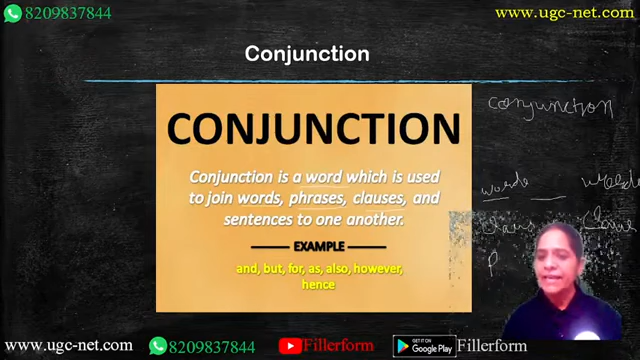 8209837844
www.ugc-net.com
Conjunction
conjunction
CONJUNCTION
Conjunction is a word which is used
to join words, phrases, clauses, and
sentences to one another.
EXAMPLE
and, but, for, as, also, however,
hence
words
P
www.ugc-net.com
8209837844
Fillerform
GET IT ON
Google Play
Fillerform